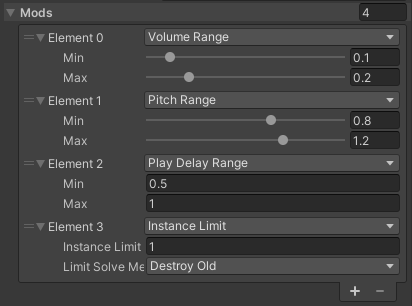 Mods 4
Element 0 Volume Range
Min 0.1
Max 0.2
Element 1 Pitch Range
Min 0.8
Max 1.2
Element 2 Play Delay Range
Min 0.5
Max 1
Element 3 Instance Limit
Instance Limit 1
Limit Solve Me Destroy Old
+ −